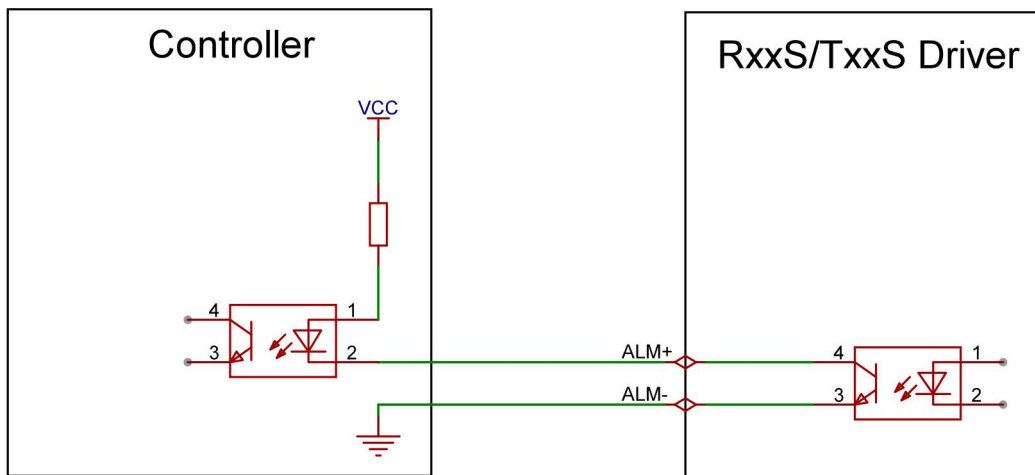 Controller
RxxS/TxxS Driver
VCC
4
1
3
2
ALM+
4
1
ALM-
3
2